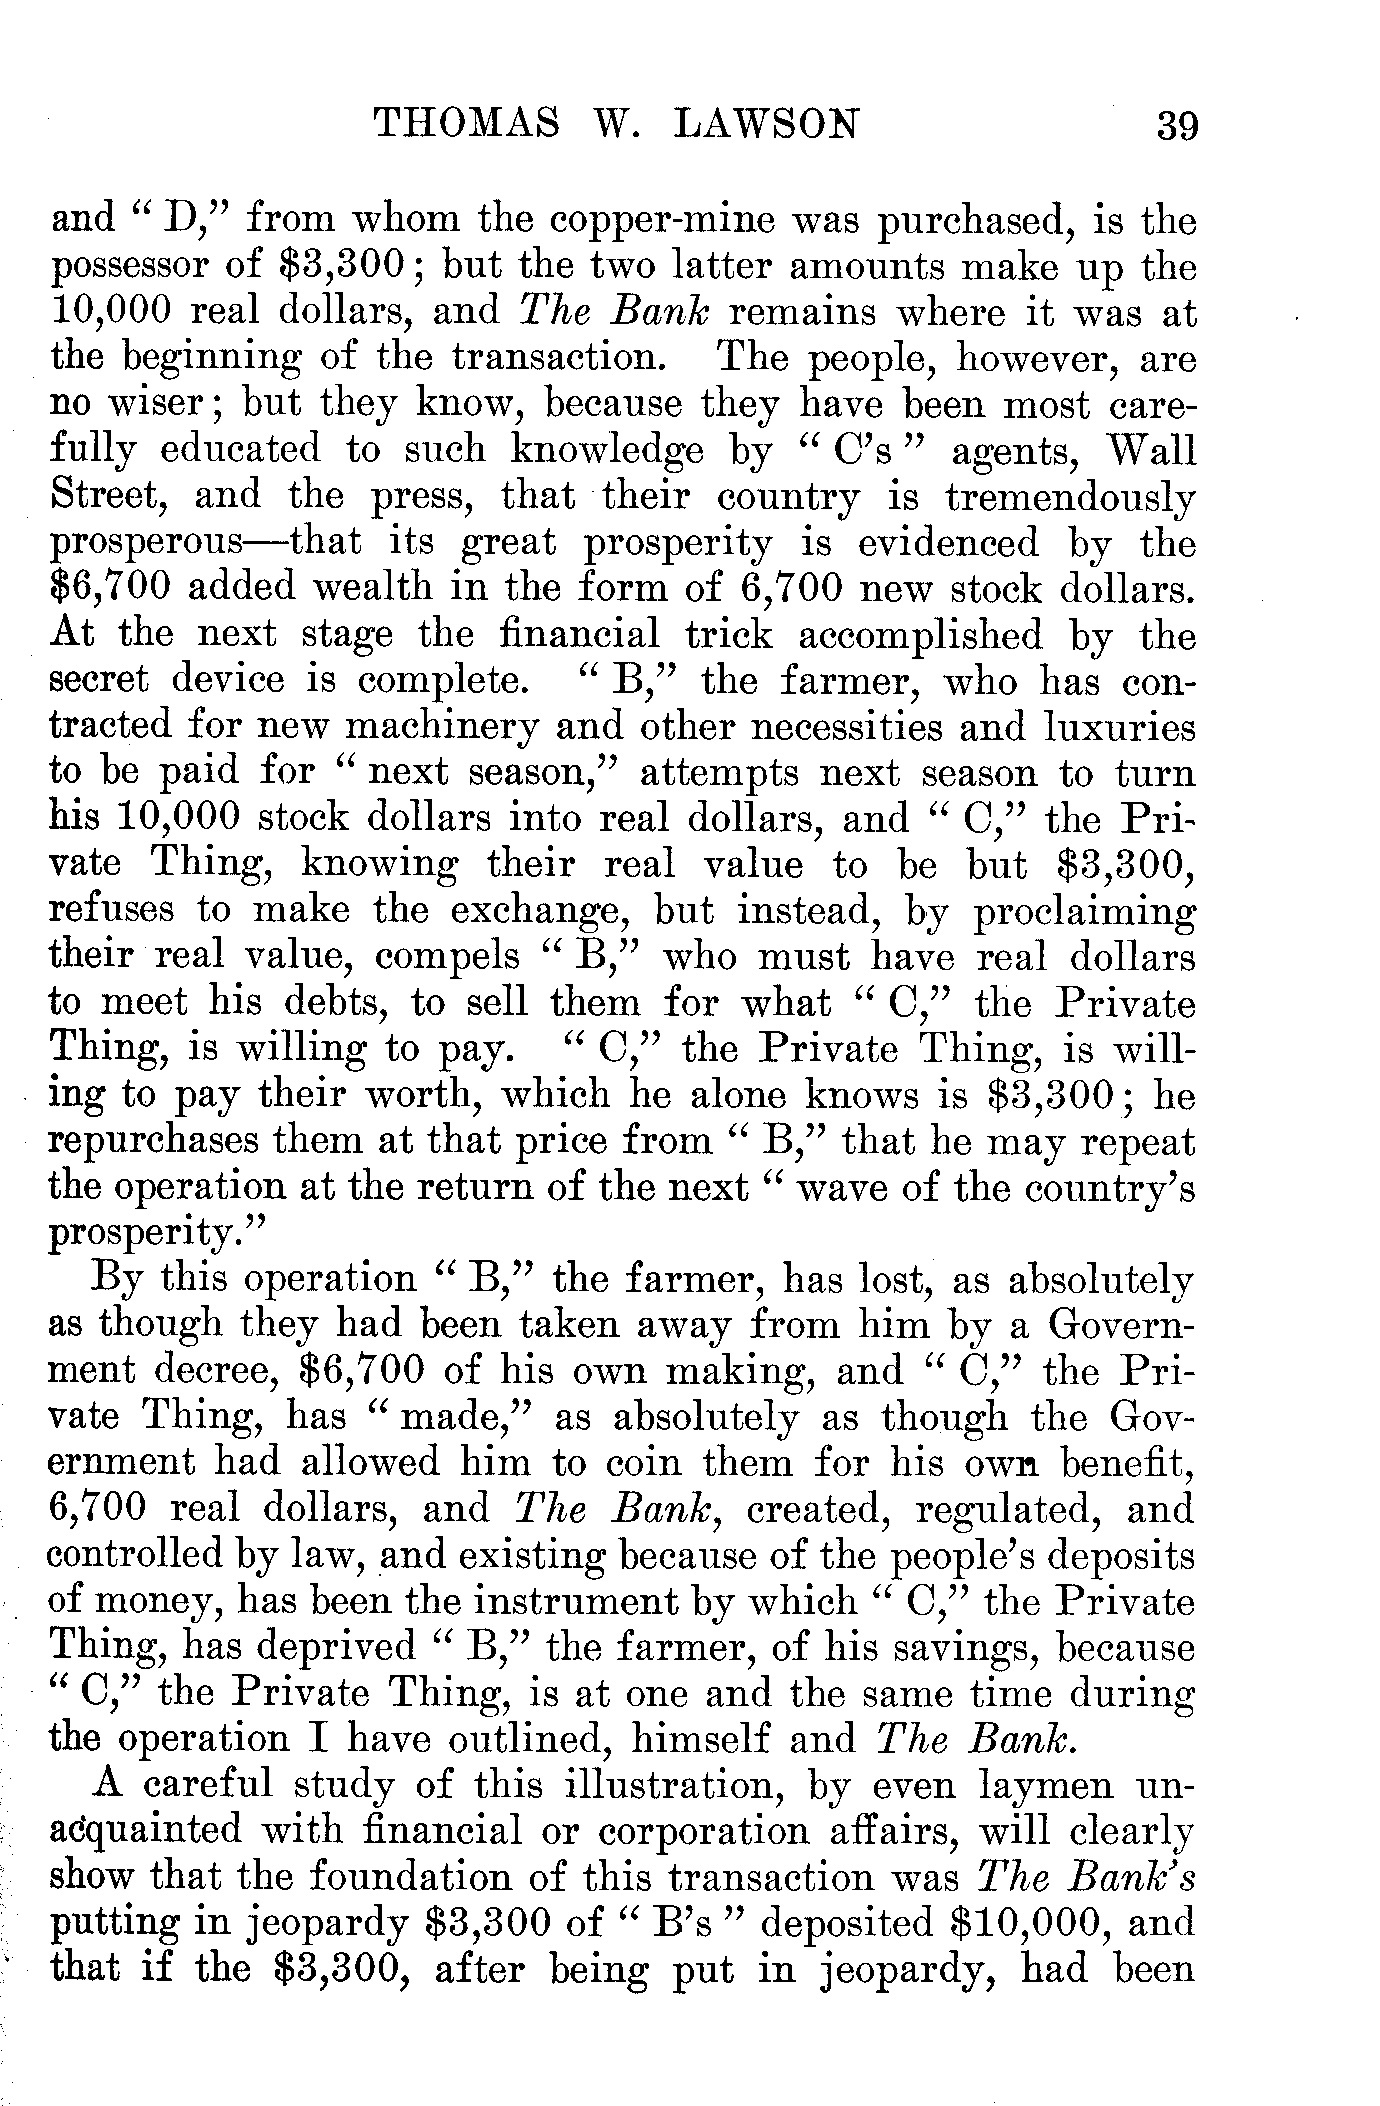 THOMAS W. LAWSON 39
and “ D,” from whom the copper-mine was purchased, is the
possessor of $3,300 ; but the two latter amounts make up the
10,000 real dollars, and The Bank remains where it was at
the beginning of the transaction. The people, however, are
no wiser ; but they know, because they have been most care-
fully educated to such knowledge by “ C’s ” agents, Wall
Street, and the press, that their country is tremendously
prosperous—that its great prosperity is evidenced by the
$6,700 added wealth in the form of 6,700 new stock dollars.
At the next stage the financial trick accomplished by the
secret device is complete. “ B,” the farmer, who has con-
tracted for new machinery and other necessities and luxuries
to be paid for “ next season,” attempts next season to turn
his 10,000 stock dollars into real dollars, and “ C,” the Pri-
vate Thing, knowing their real value to be but $3,300,
refuses to make the exchange, but instead, by proclaiming
their real value, compels “ B,” who must have real dollars
to meet his debts, to sell them for what “ C,” the Private
Thing, is willing to pay. “ C,” the Private Thing, is will-
ing to pay their worth, which he alone knows is $3,300 ; he
repurchases them at that price from “ B,” that he may repeat
the operation at the return of the next “ wave of the country’s
prosperity.”
By this operation “ B,” the farmer, has lost, as absolutely
as though they had been taken away from him by a Govern-
ment decree, $6,700 of his own making, and “ C,” the Pri-
vate Thing, has “ made,” as absolutely as though the Gov-
ernment had allowed him to coin them for his own benefit,
6,700 real dollars, and The Bank, created, regulated, and
controlled by law, and existing because of the people’s deposits
of money, has been the instrument by which “ C,” the Private
Thing, has deprived “ B,” the farmer, of his savings, because
“ C,” the Private Thing, is at one and the same time during
the operation I have outlined, himself and The Bank.
A careful study of this illustration, by even laymen un-
acquainted with financial or corporation affairs, will clearly
show that the foundation of this transaction was The Bank’s
putting in jeopardy $3,300 of “ B’s ” deposited $10,000, and
that if the $3,300, after being put in jeopardy, had been